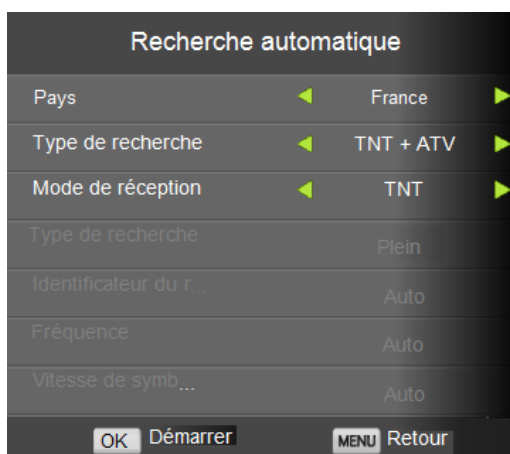 Recherche automatique
Pays France
Type de recherche TNT + ATV
Mode de réception TNT
Type de recherche Plein
Identificateur du r... Auto
Fréquence Auto
Vitesse de symb... Auto
OK Démarrer MENU Retour